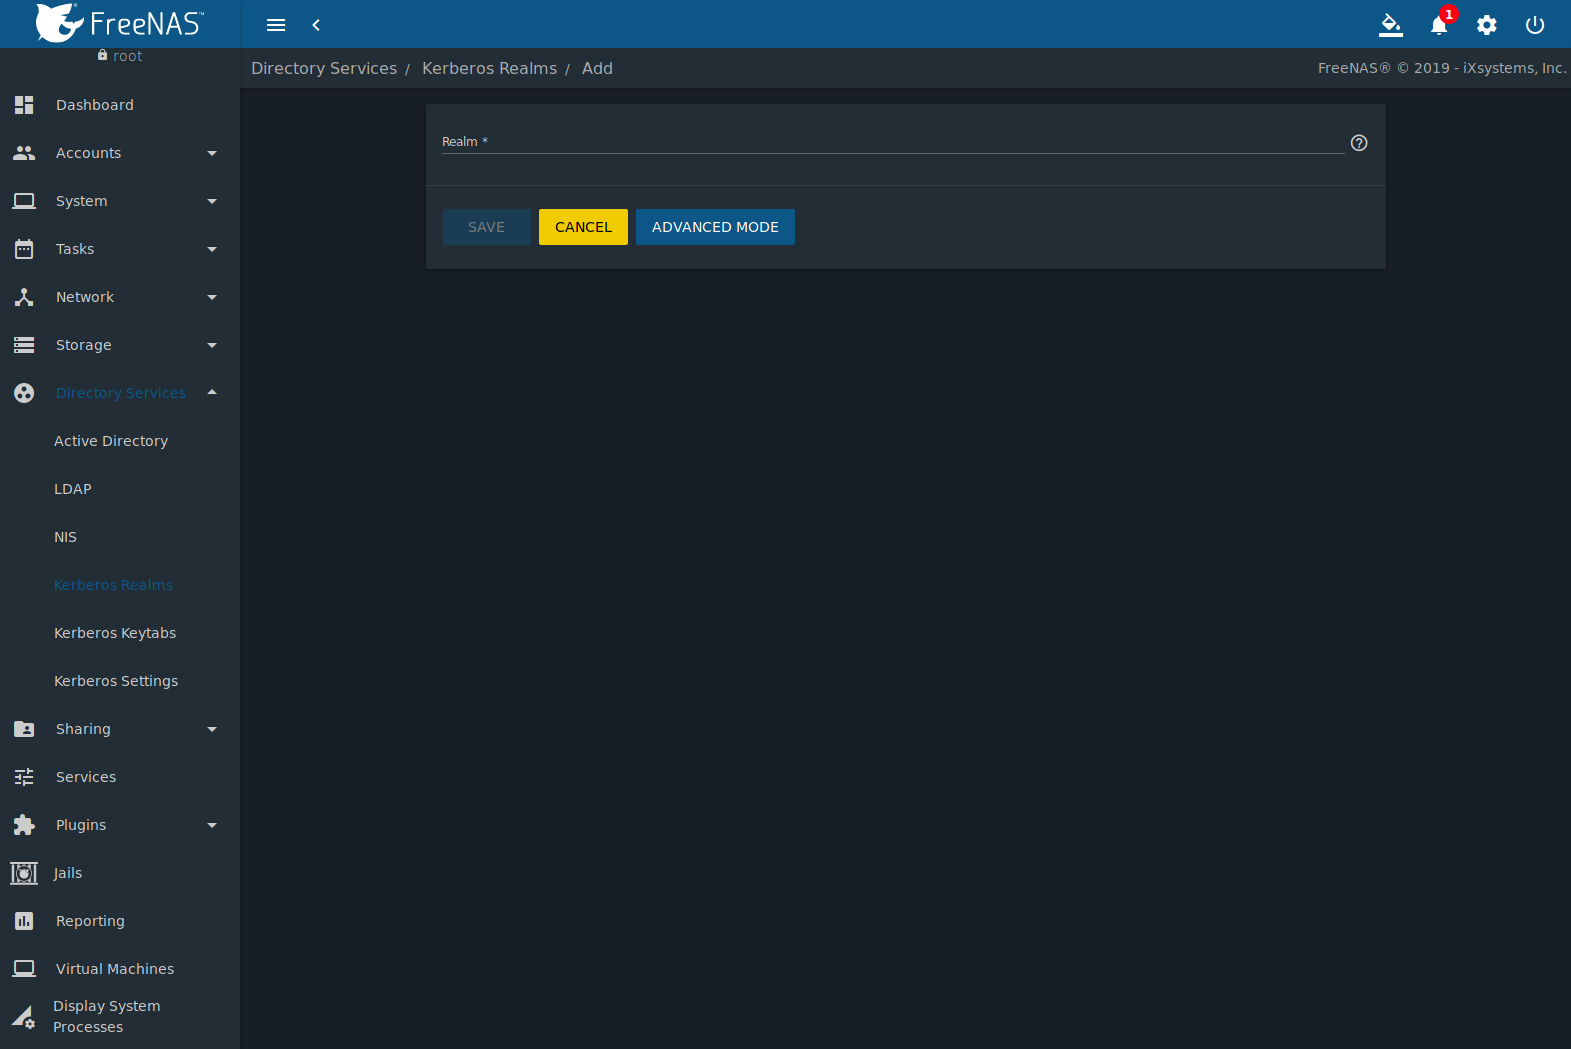 FreeNAS™
1
root
Directory Services / Kerberos Realms / Add
FreeNAS® © 2019 - iXsystems, Inc.
Dashboard
Accounts
System
Tasks
Network
Storage
Directory Services
Active Directory
LDAP
NIS
Kerberos Realms
Kerberos Keytabs
Kerberos Settings
Sharing
Services
Plugins
Jails
Reporting
Virtual Machines
Display System
Processes
Realm *
SAVE
CANCEL
ADVANCED MODE